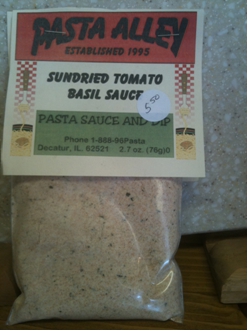 PASTA ALLEY
ESTABLISHED 1995
SUNDRIED TOMATO
BASIL SAUCE
5.50
PASTA SAUCE AND DIP
Phone 1-888-99Pasta
Decatur, IL. 62521 2.7 oz. (76g)